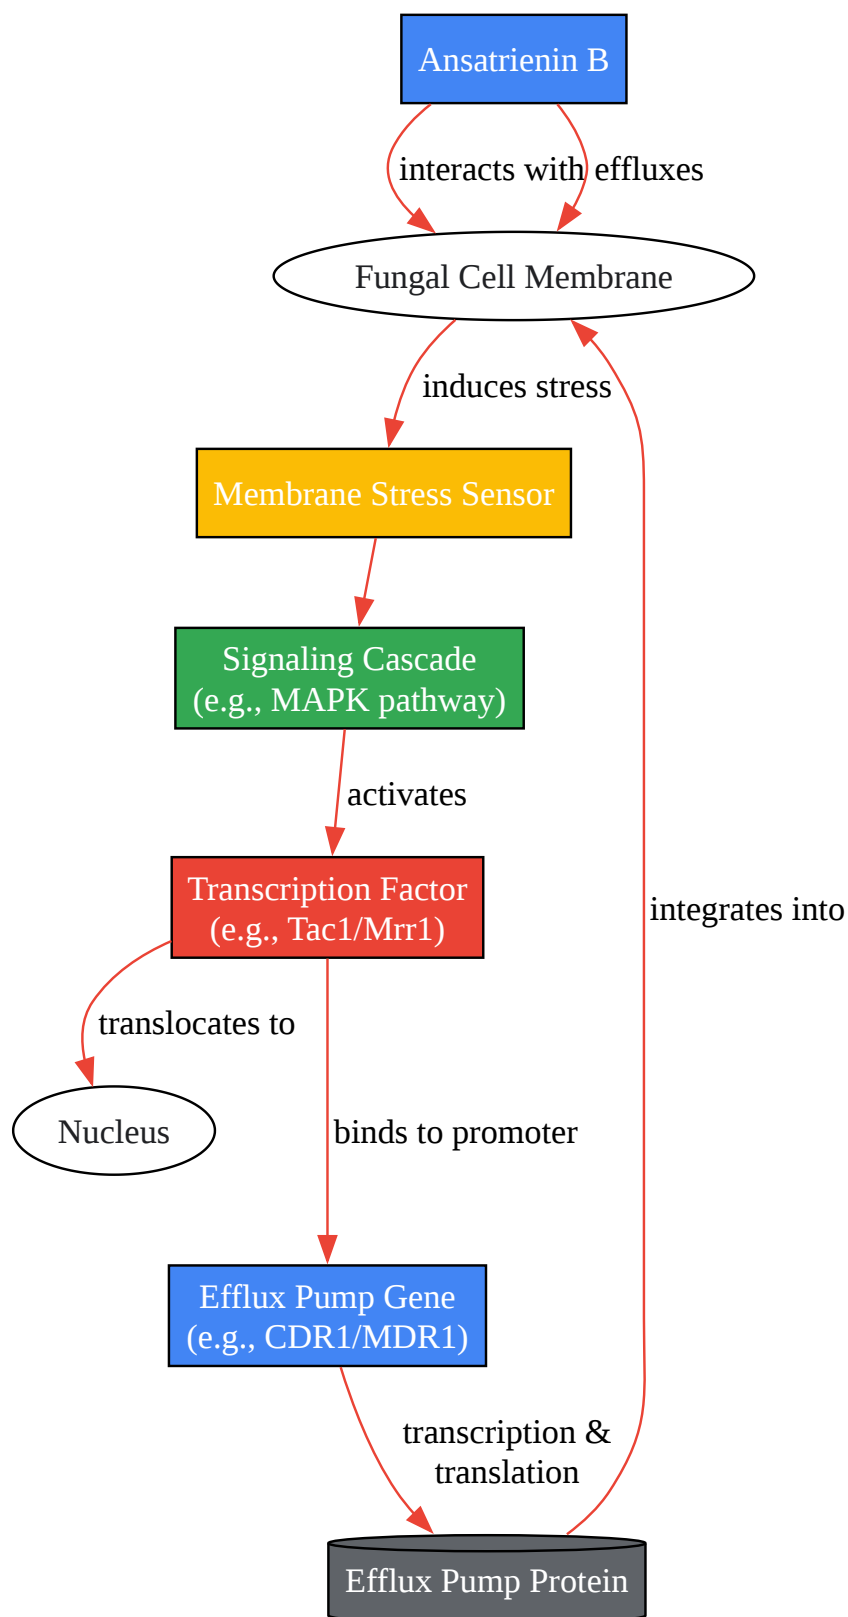 Ansatrienin B
interacts with
effluxes
Fungal Cell Membrane
induces stress
Membrane Stress Sensor
Signaling Cascade
(e.g., MAPK pathway)
activates
Transcription Factor
(e.g., Tac1/Mrr1)
integrates into
translocates to
Nucleus
binds to promoter
Efflux Pump Gene
(e.g., CDR1/MDR1)
transcription &
translation
Efflux Pump Protein